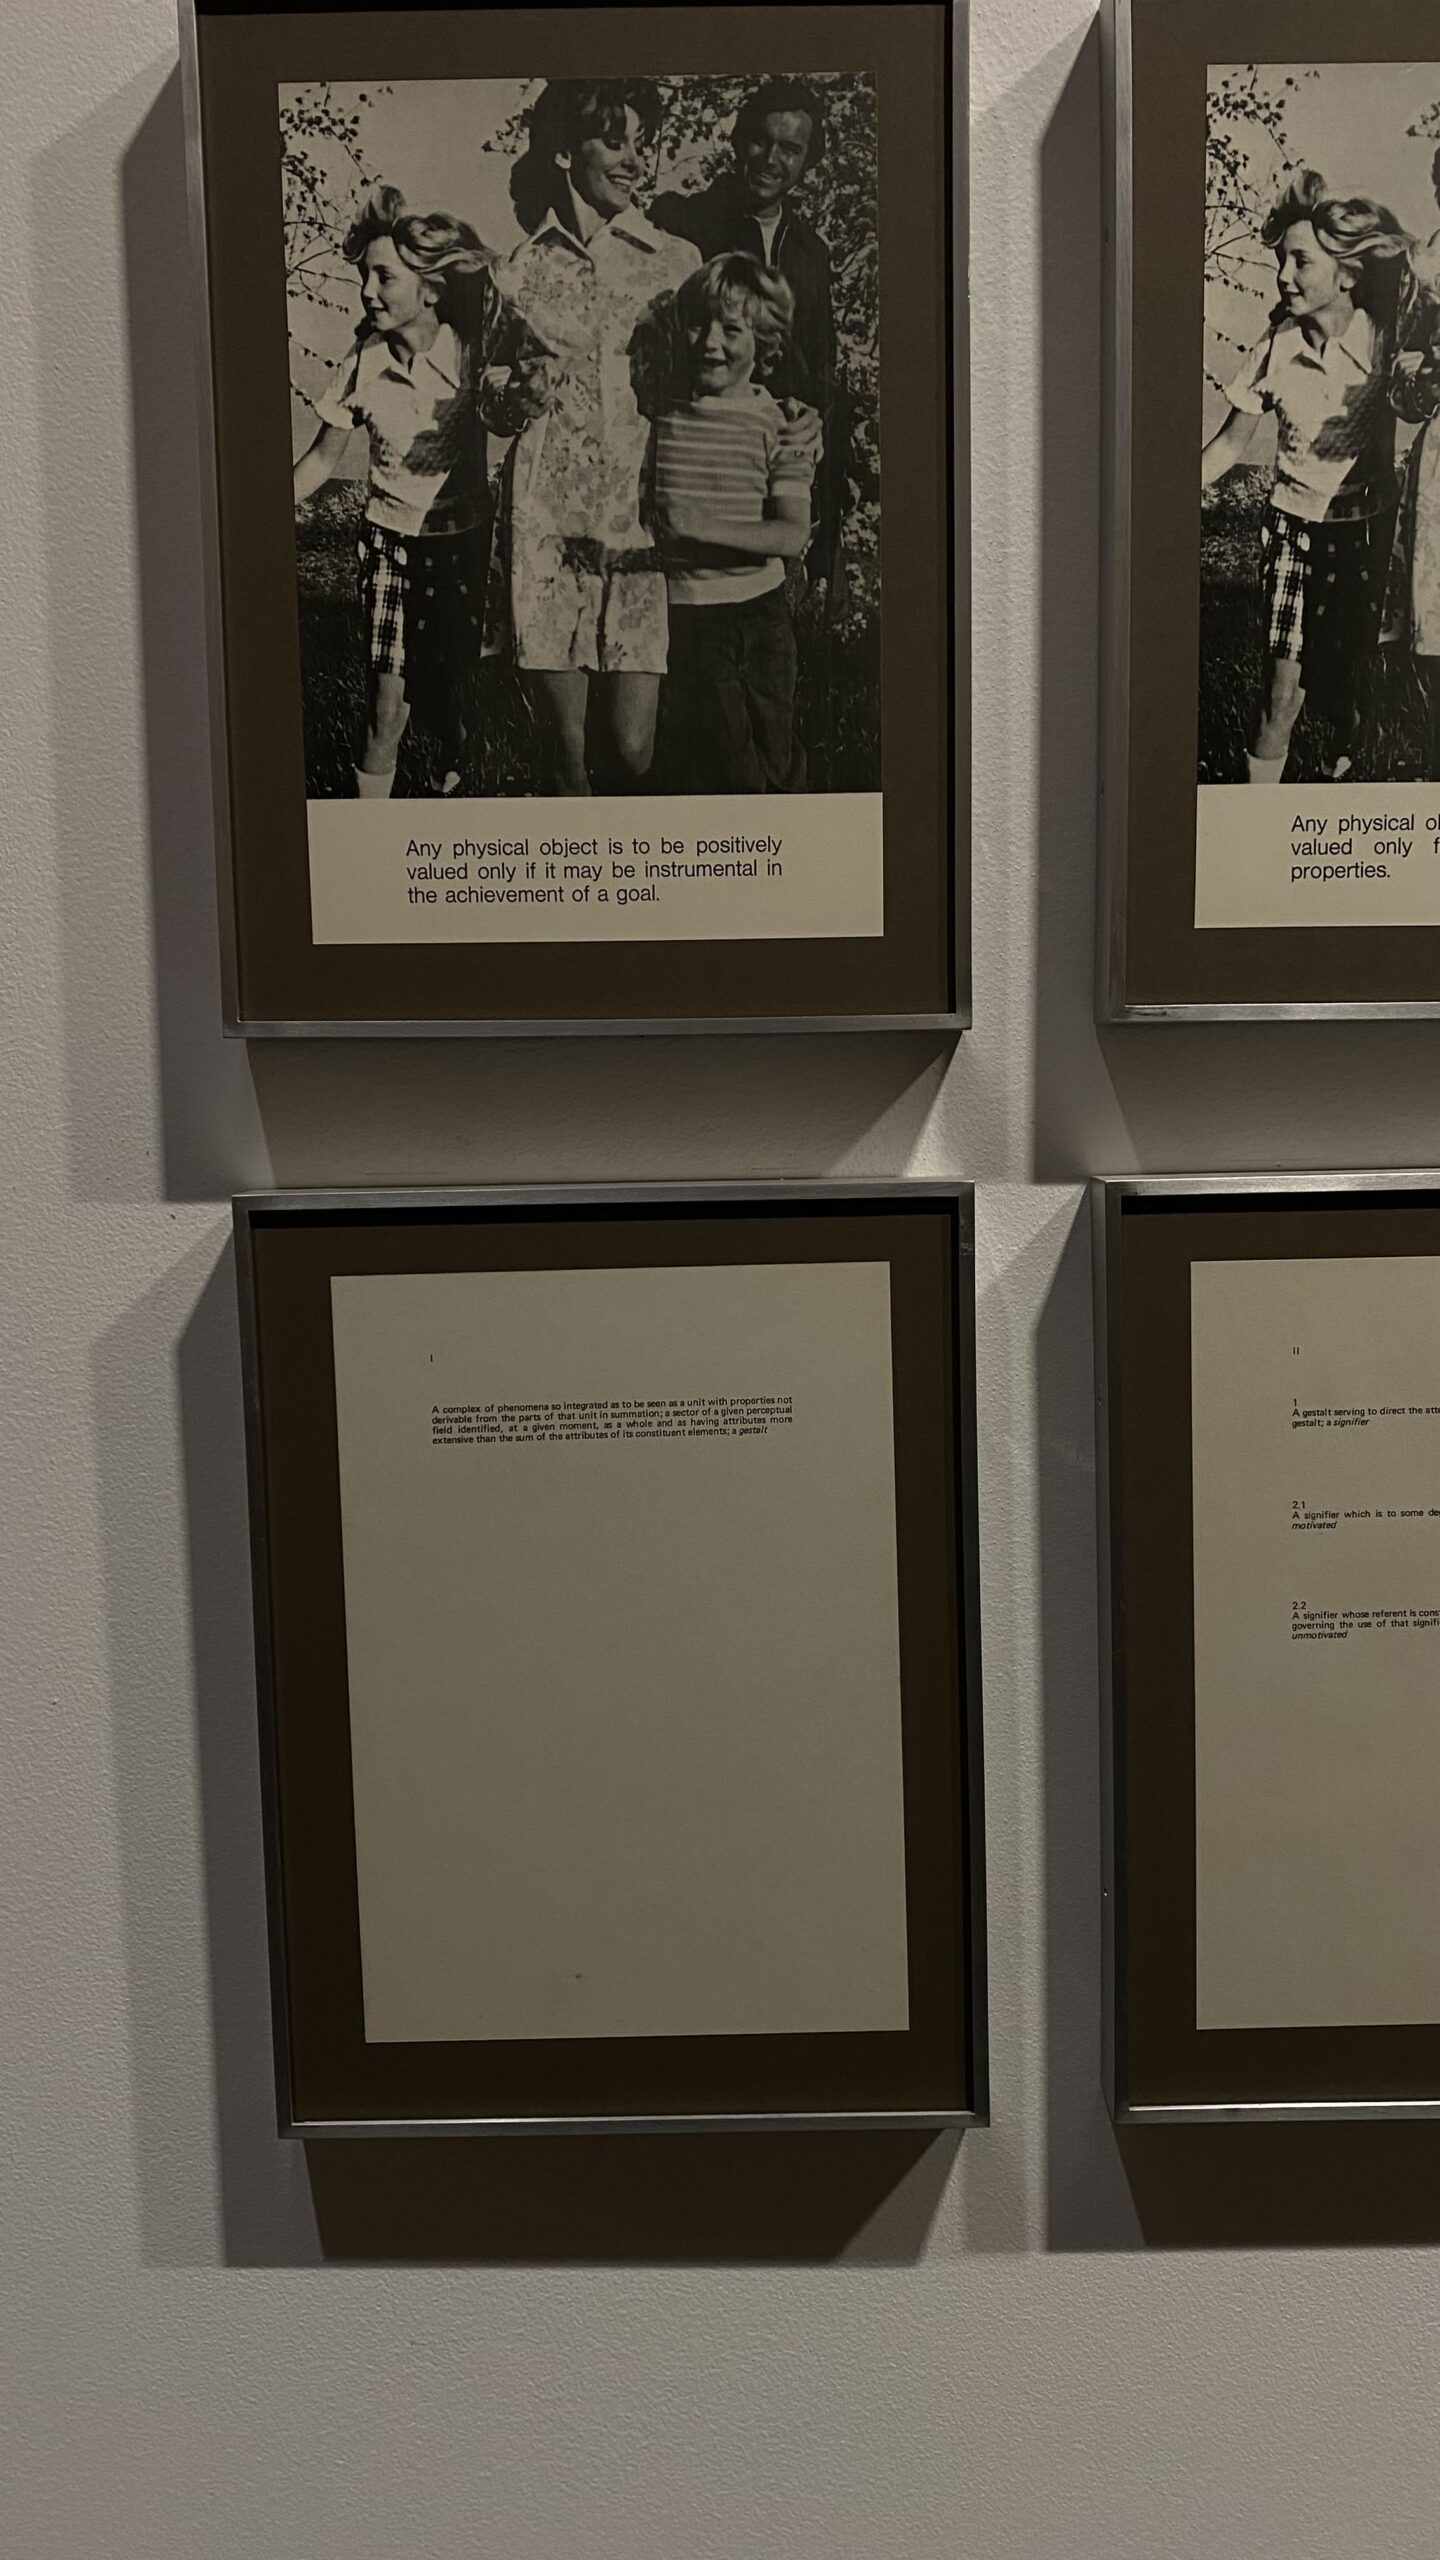 Any physical object is to be positively
valued only if it may be instrumental in
the achievement of a goal.
Any physical
valued only
properties.
I
A complex of phenomena so integrated as to be seen as a unit with properties not
derivable from the parts of that unit in summation; a sector of a given perceptual
field identified, at a given moment, as a whole and as having attributes more
extensive than the sum of the attributes of its constituent elements; a gestalt
II
1
A gestalt serving to direct the
gestalt; a signifier
2.1
A signifier which is to some
motivated
2.2
A signifier whose referent is
governing the use of that
unmotivated